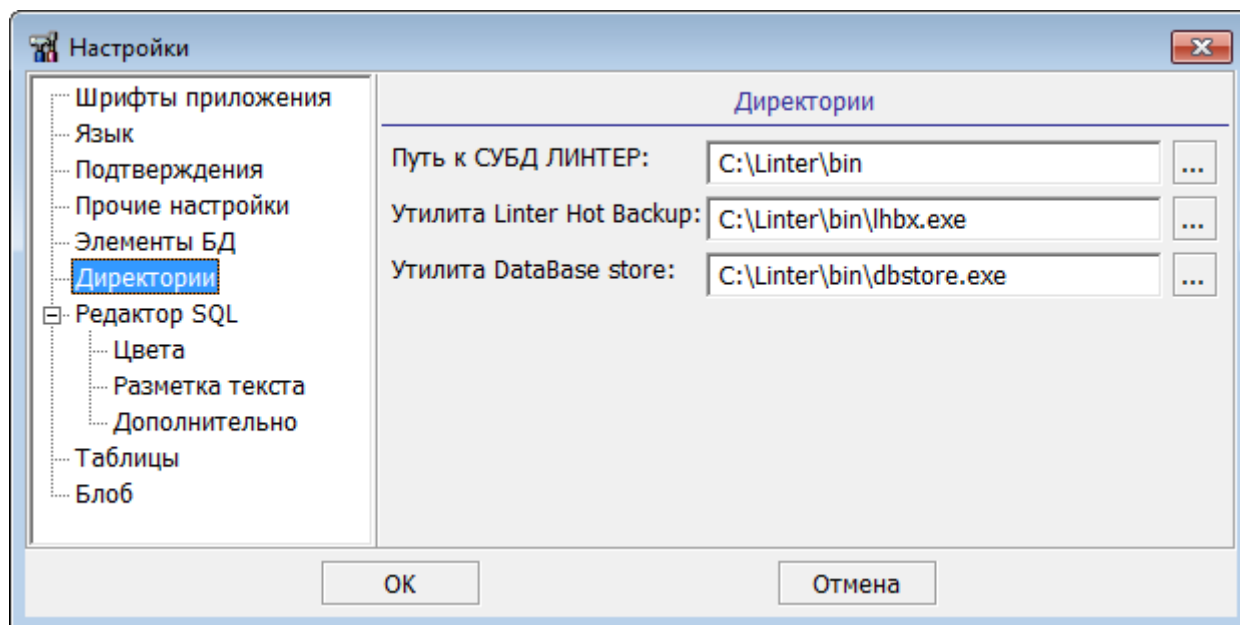 Настройки
Шрифты приложения
Язык
Подтверждения
Прочие настройки
Элементы БД
Директории
Редактор SQL
Цвета
Разметка текста
Дополнительно
Таблицы
Блоб
Директории
Путь к СУБД ЛИНТЕР: C:\Linter\bin ...
Утилита Linter Hot Backup: C:\Linter\bin\lhbx.exe ...
Утилита DataBase store: C:\Linter\bin\dbstore.exe ...
OK Отмена